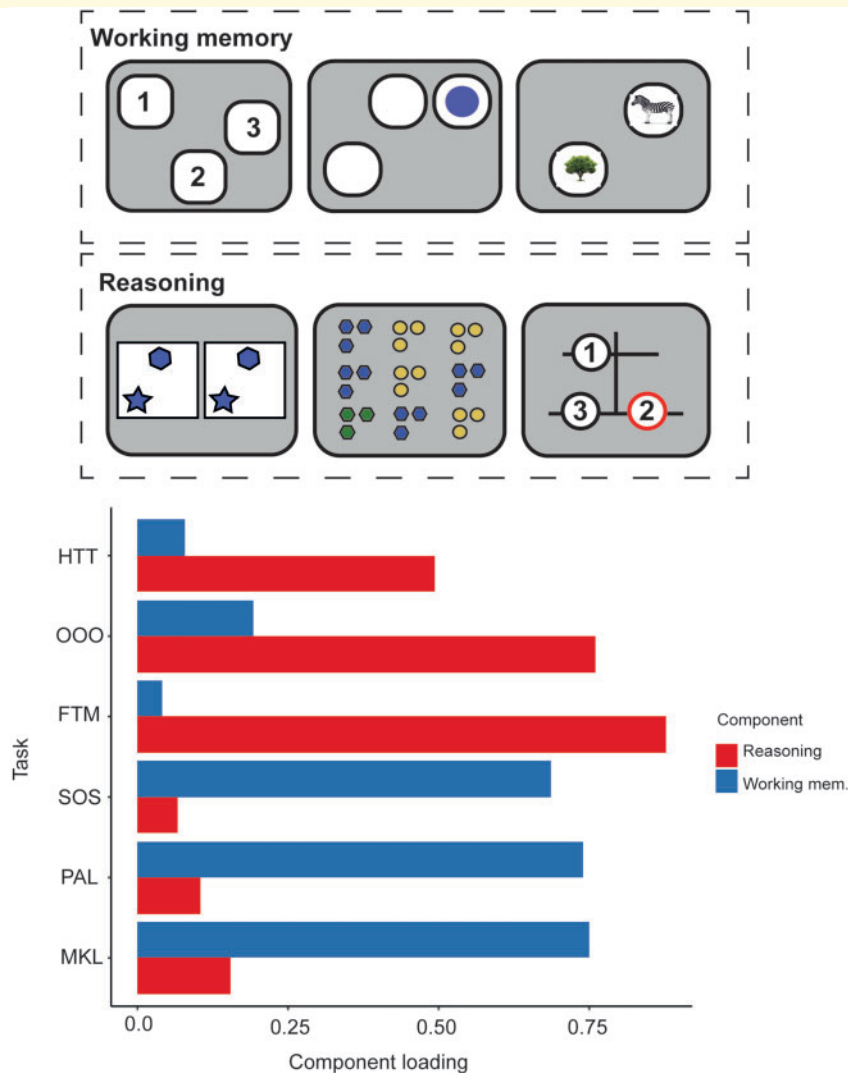 Working memory
1
3
2
Reasoning
1
3 2
HTT
OOO
FTM
SOS
PAL
MKL
Task
Component
Reasoning
Working mem.
0.0 0.25 0.50 0.75
Component loading